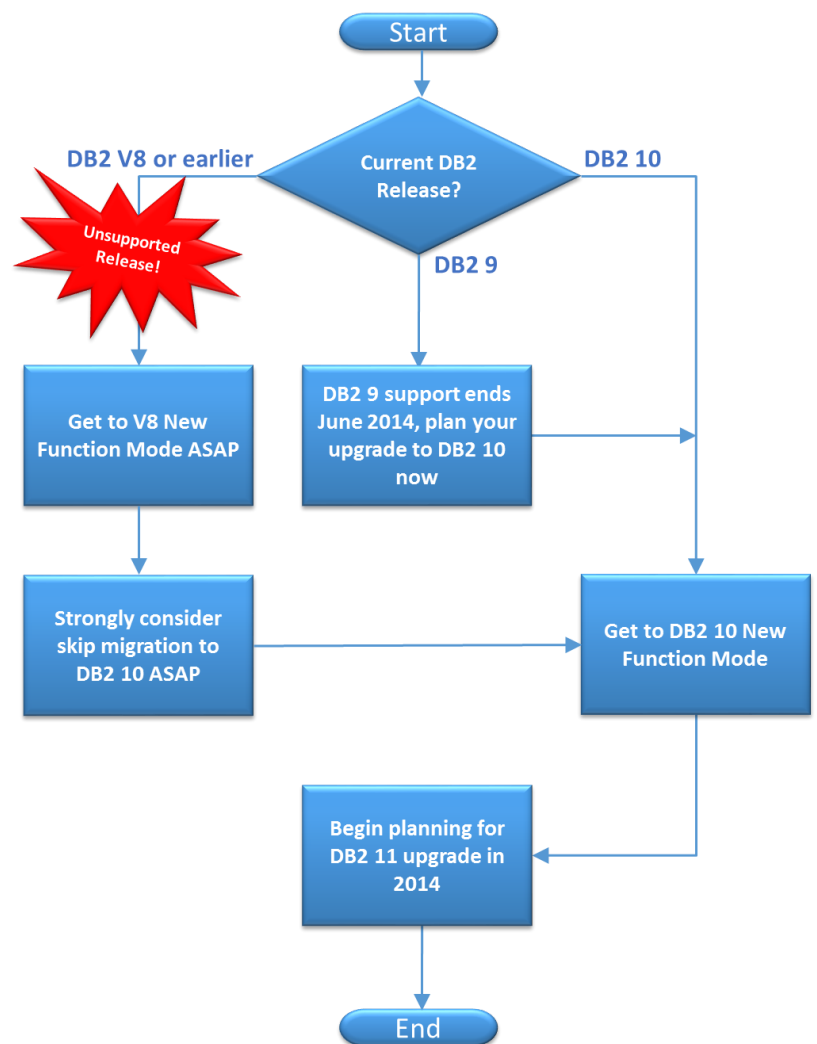 Start
Current DB2
Release?
DB2 V8 or earlier
DB2 10
Unsupported
Release!
DB2 9
Get to V8 New
Function Mode ASAP
DB2 9 support ends
June 2014, plan your
upgrade to DB2 10
now
Strongly consider
skip migration to
DB2 10 ASAP
Get to DB2 10 New
Function Mode
Begin planning for
DB2 11 upgrade in
2014
End